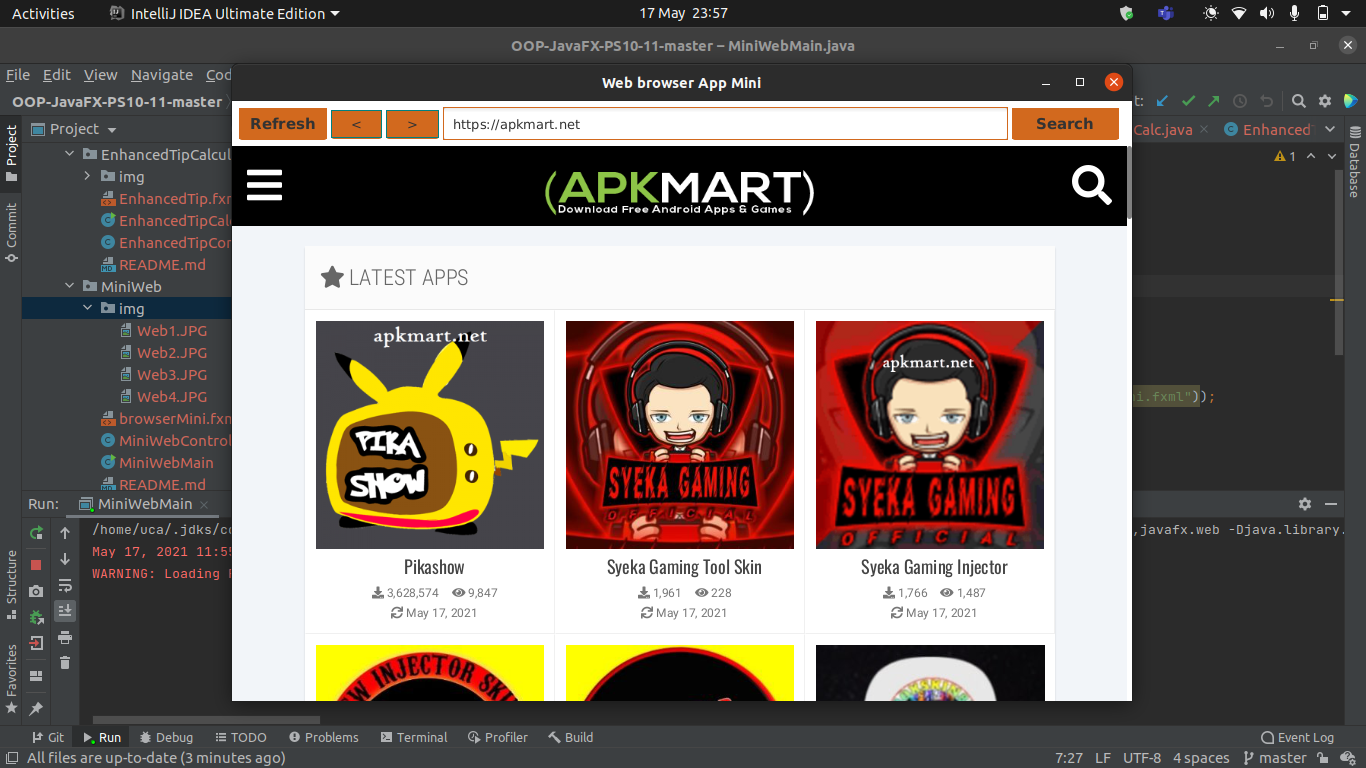 Activities
IntelliJ IDEA Ultimate Edition
17 May 23:57
OOP-JavaFX-PS10-11-master – MiniWebMain.java
File Edit View Navigate Cod
Web browser App Mini
OOP-JavaFX-PS10-11-master
Refresh < > https://apkmart.net Search
Project
Calc.java
Enhanced
1
(APKMART)
Download Free Android Apps & Games
EnhancedTipCalcul
img
EnhancedTip.fxm
EnhancedTipCalc
EnhancedTipCon
README.md
MiniWeb
img
Web1.JPG
Web2.JPG
Web3.JPG
Web4.JPG
browserMini.fxm
MiniWebControl
MiniWebMain
README.md
Project
Commit
Structure
Favorites
Database
ni.fxml"));
LATEST APPS
apkmart.net
PIKA
SHOW
Pikashow
3,628,574 9,847
May 17, 2021
SYEKA GAMING
OFFICIAL
Syeka Gaming Tool Skin
1,961 228
May 17, 2021
apkmart.net
SYEKA GAMING
OFFICIAL
Syeka Gaming Injector
1,766 1,487
May 17, 2021
W INJECTOR SKI
Run: MiniWebMain
/home/uca/.jdks/co
,javafx.web -Djava.library.
May 17, 2021 11:55
WARNING: Loading F
Git Run Debug TODO Problems Terminal Profiler Build Event Log
All files are up-to-date (3 minutes ago)
7:27 LF UTF-8 4 spaces master